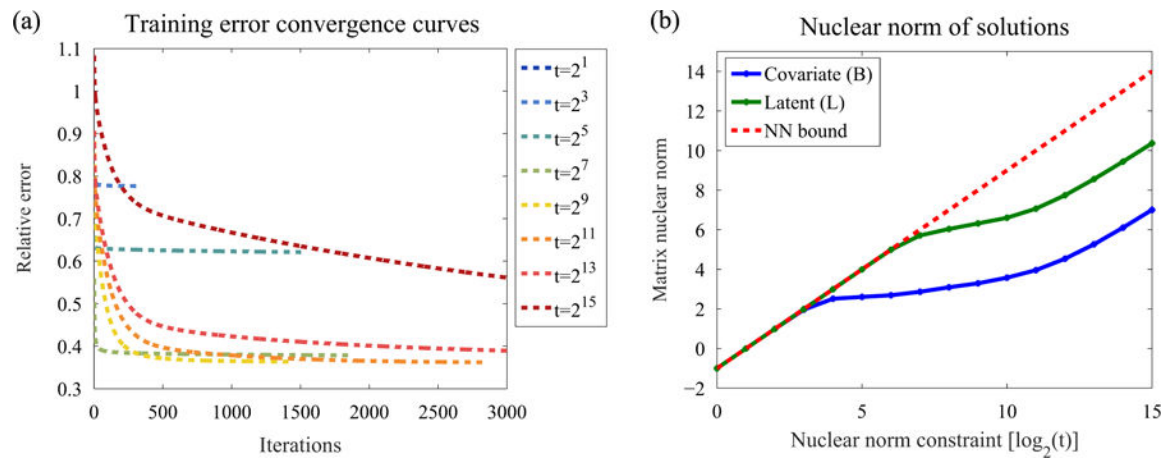 (a) Training error convergence curves
1.1
1
0.9
0.8
0.7
0.6
0.5
0.4
0.3
Relative error
0 500 1000 1500 2000 2500 3000
Iterations
t=2^1
t=2^3
t=2^5
t=2^7
t=2^9
t=2^11
t=2^13
t=2^15
(b) Nuclear norm of solutions
14
12
10
8
6
4
2
0
−2
Matrix nuclear norm
Covariate (B)
Latent (L)
NN bound
0 5 10 15
Nuclear norm constraint [log_2(t)]